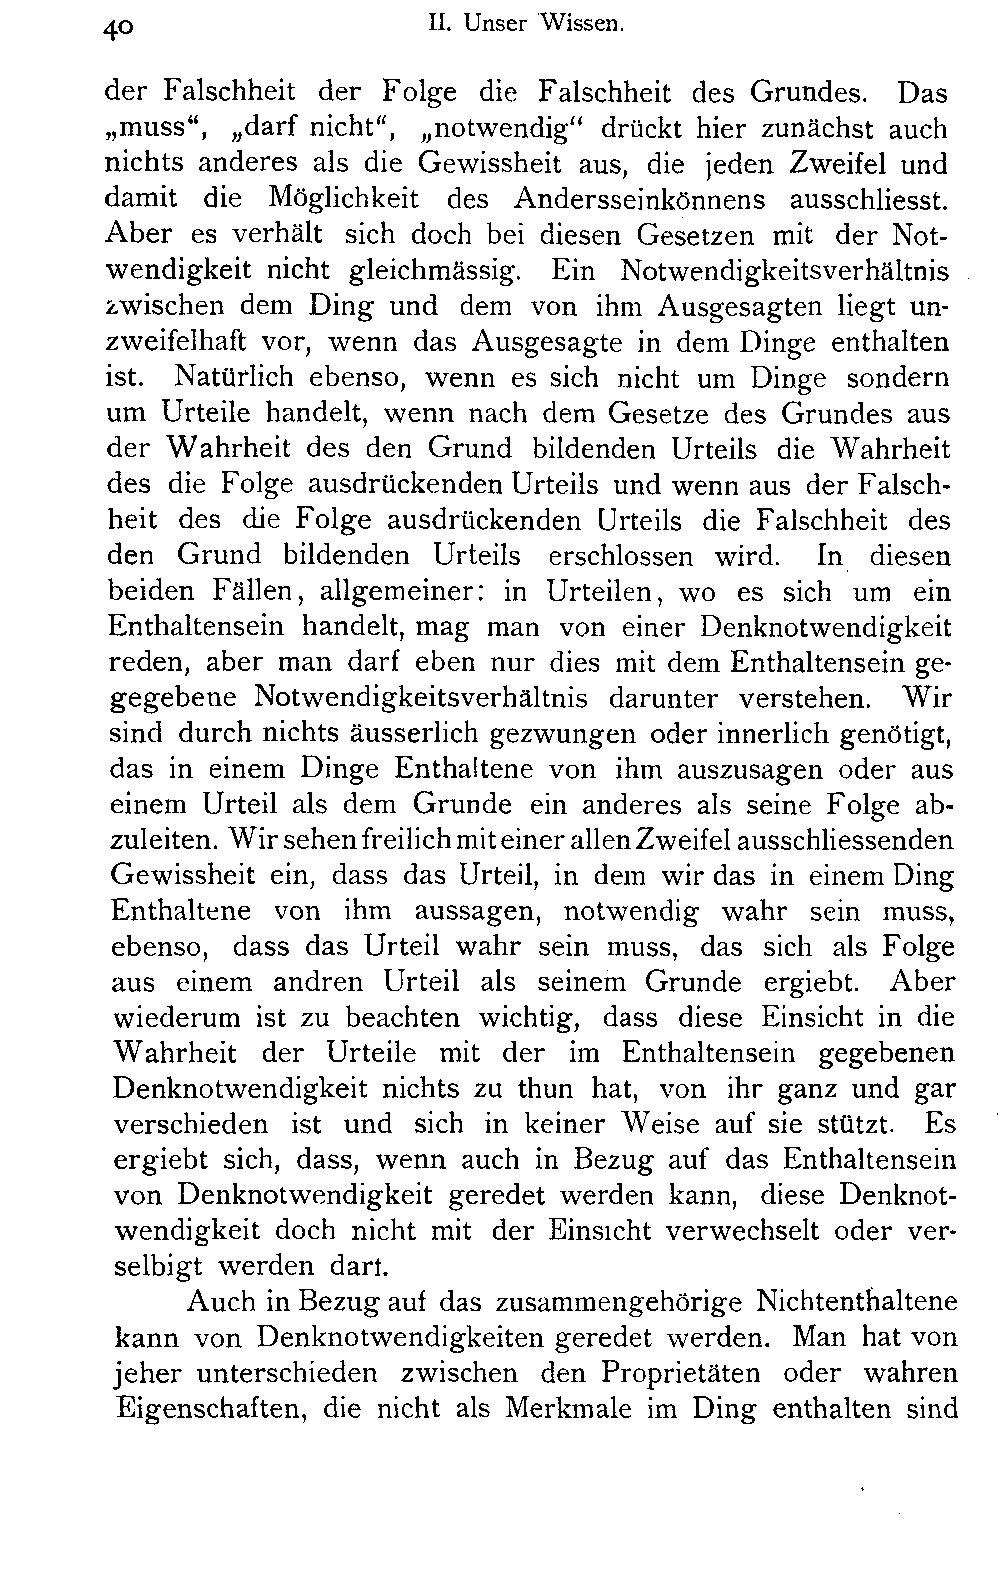 40
II. Unser Wissen.
der Falschheit der Folge die Falschheit des Grundes. Das
„muss“, „darf nicht“, „notwendig“ drückt hier zunächst auch
nichts anderes als die Gewissheit aus, die jeden Zweifel und
damit die Möglichkeit des Andersseinkönnens ausschliesst.
Aber es verhält sich doch bei diesen Gesetzen mit der Not-
wendigkeit nicht gleichmässig. Ein Notwendigkeitsverhältnis
zwischen dem Ding und dem von ihm Ausgesagten liegt un-
zweifelhaft vor, wenn das Ausgesagte in dem Dinge enthalten
ist. Natürlich ebenso, wenn es sich nicht um Dinge sondern
um Urteile handelt, wenn nach dem Gesetze des Grundes aus
der Wahrheit des den Grund bildenden Urteils die Wahrheit
des die Folge ausdrückenden Urteils und wenn aus der Falsch-
heit des die Folge ausdrückenden Urteils die Falschheit des
den Grund bildenden Urteils erschlossen wird. In diesen
beiden Fällen, allgemeiner: in Urteilen, wo es sich um ein
Enthaltensein handelt, mag man von einer Denknotwendigkeit
reden, aber man darf eben nur dies mit dem Enthaltensein ge-
gegebene Notwendigkeitsverhältnis darunter verstehen. Wir
sind durch nichts äusserlich gezwungen oder innerlich genötigt,
das in einem Dinge Enthaltene von ihm auszusagen oder aus
einem Urteil als dem Grunde ein anderes als seine Folge ab-
zuleiten. Wir sehen freilich mit einer allen Zweifel ausschliessenden
Gewissheit ein, dass das Urteil, in dem wir das in einem Ding
Enthaltene von ihm aussagen, notwendig wahr sein muss,
ebenso, dass das Urteil wahr sein muss, das sich als Folge
aus einem andren Urteil als seinem Grunde ergiebt. Aber
wiederum ist zu beachten wichtig, dass diese Einsicht in die
Wahrheit der Urteile mit der im Enthaltensein gegebenen
Denknotwendigkeit nichts zu thun hat, von ihr ganz und gar
verschieden ist und sich in keiner Weise auf sie stützt. Es
ergiebt sich, dass, wenn auch in Bezug auf das Enthaltensein
von Denknotwendigkeit geredet werden kann, diese Denknot-
wendigkeit doch nicht mit der Einsicht verwechselt oder ver-
selbigt werden darf.
Auch in Bezug auf das zusammengehörige Nichtenthaltene
kann von Denknotwendigkeiten geredet werden. Man hat von
jeher unterschieden zwischen den Proprietäten oder wahren
Eigenschaften, die nicht als Merkmale im Ding enthalten sind